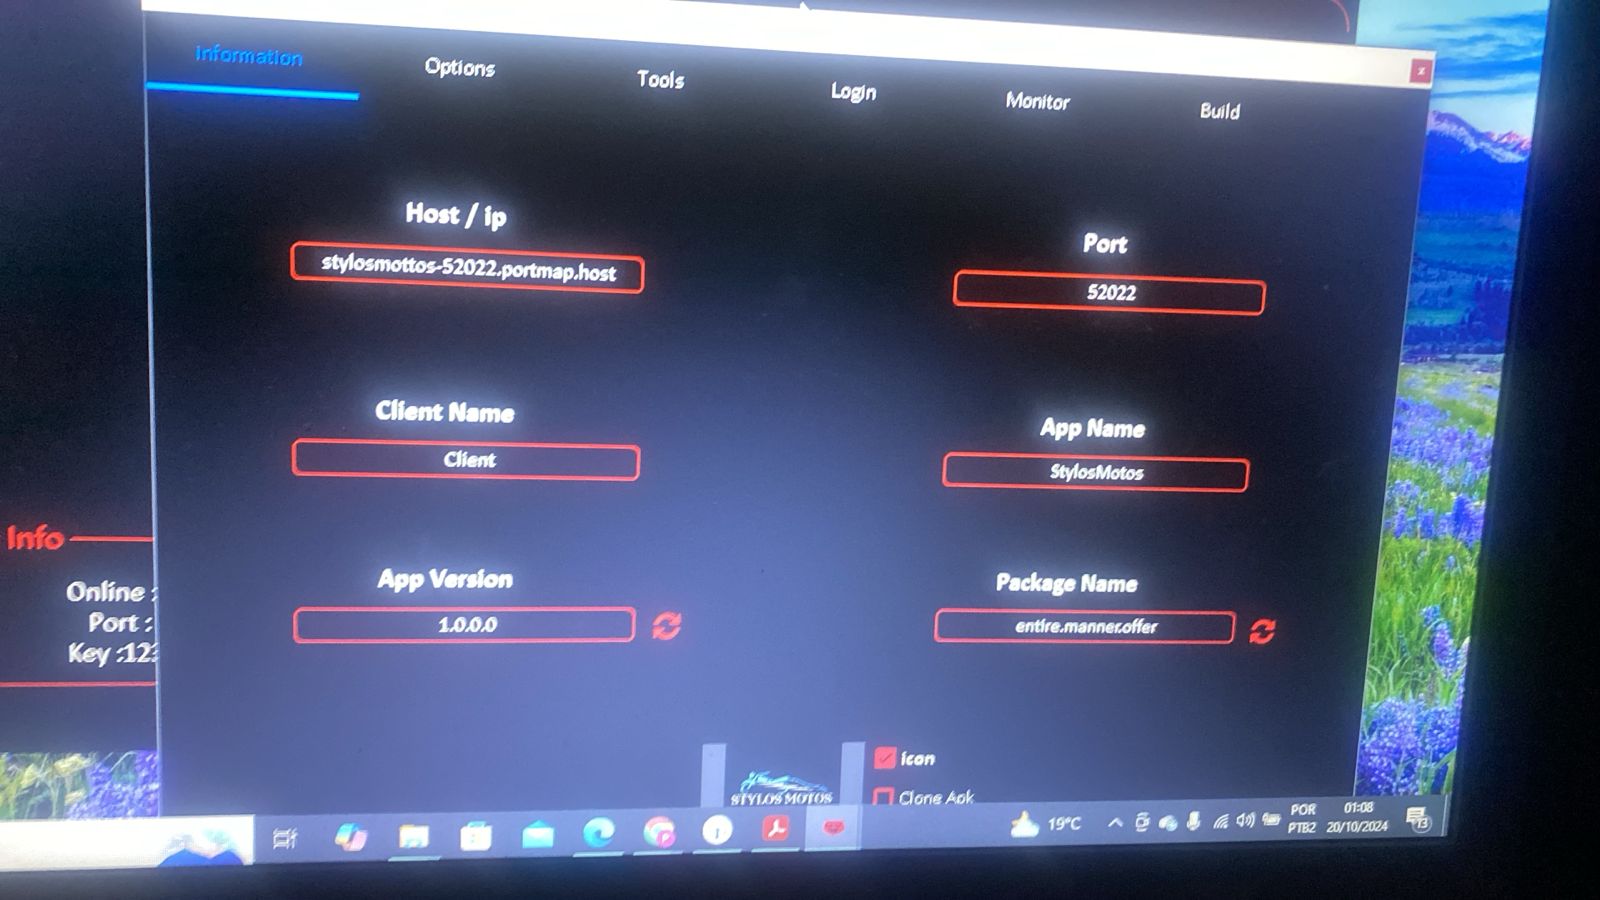 Information
Options
Tools
Login
Monitor
Build
Host / ip
Port
stylosmottos-52022.portmap.host
52022
Client Name
App Name
Client
StylosMotos
App Version
Package Name
1.0.0.0
entire.manner.offer
Info
Online :
Port :
Key :123
icon
Clone Apk
STYLOS MOTOS
19°C
POR
PTB2
01:08
20/10/2024
13